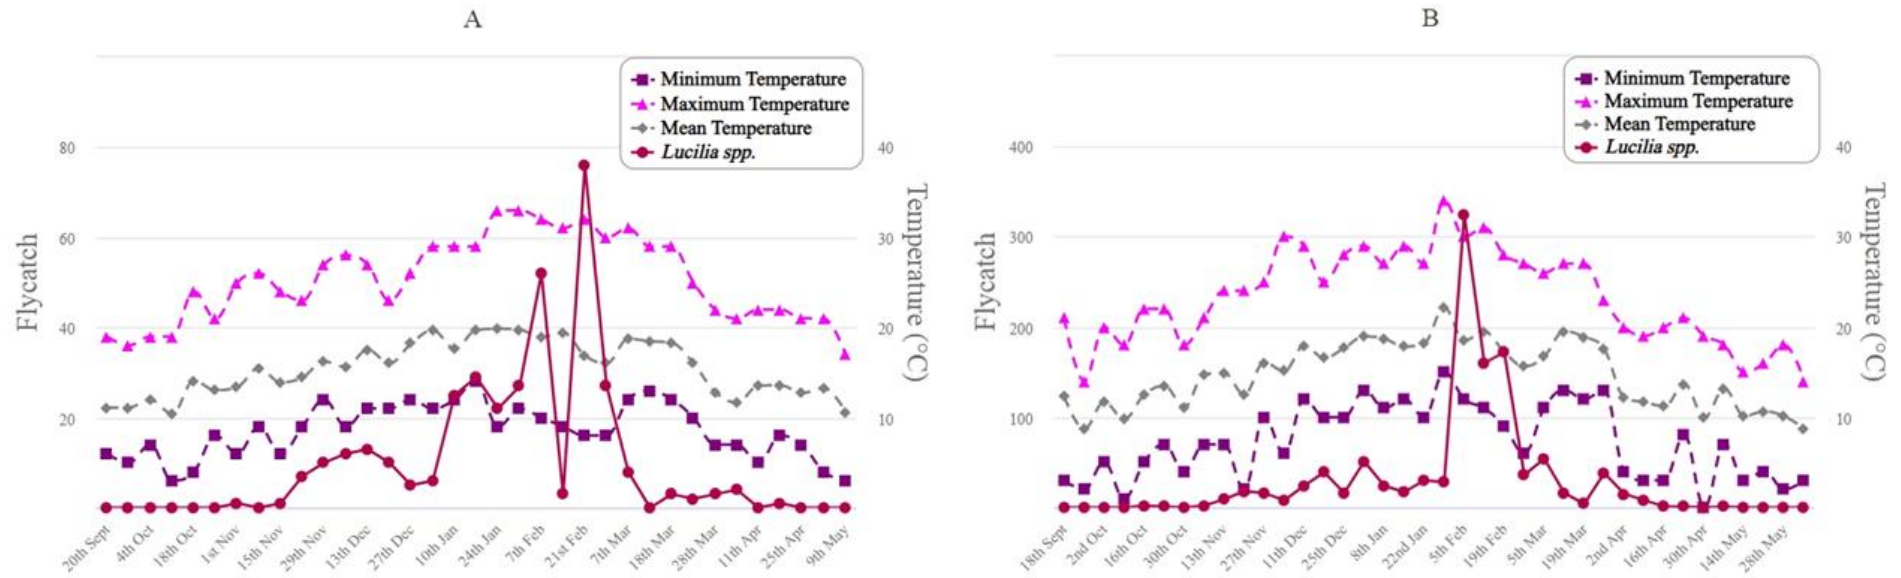 A
Minimum Temperature
Maximum Temperature
Mean Temperature
Lucilia spp.
80
60
40
20
Flycatch
40
30
20
10
Temperature (°C)
20th Sept
4th Oct
18th Oct
1st Nov
15th Nov
29th Nov
13th Dec
27th Dec
10th Jan
24th Jan
7th Feb
21st Feb
7th Mar
18th Mar
28th Mar
11th Apr
25th Apr
9th May
B
Minimum Temperature
Maximum Temperature
Mean Temperature
Lucilia spp.
400
300
200
100
Flycatch
40
30
20
10
Temperature (°C)
18th Sept
2nd Oct
16th Oct
30th Oct
13th Nov
27th Nov
11th Dec
25th Dec
8th Jan
22nd Jan
5th Feb
19th Feb
5th Mar
19th Mar
2nd Apr
16th Apr
30th Apr
14th May
28th May